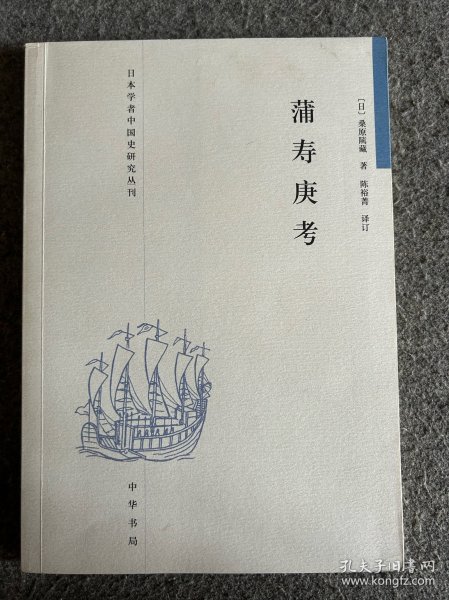 日本学者中国史研究丛刊
蒲寿庚考
〔日〕桑原隲藏 著 陈裕菁 译订
中华书局
孔夫子旧书网
www.kongfz.com